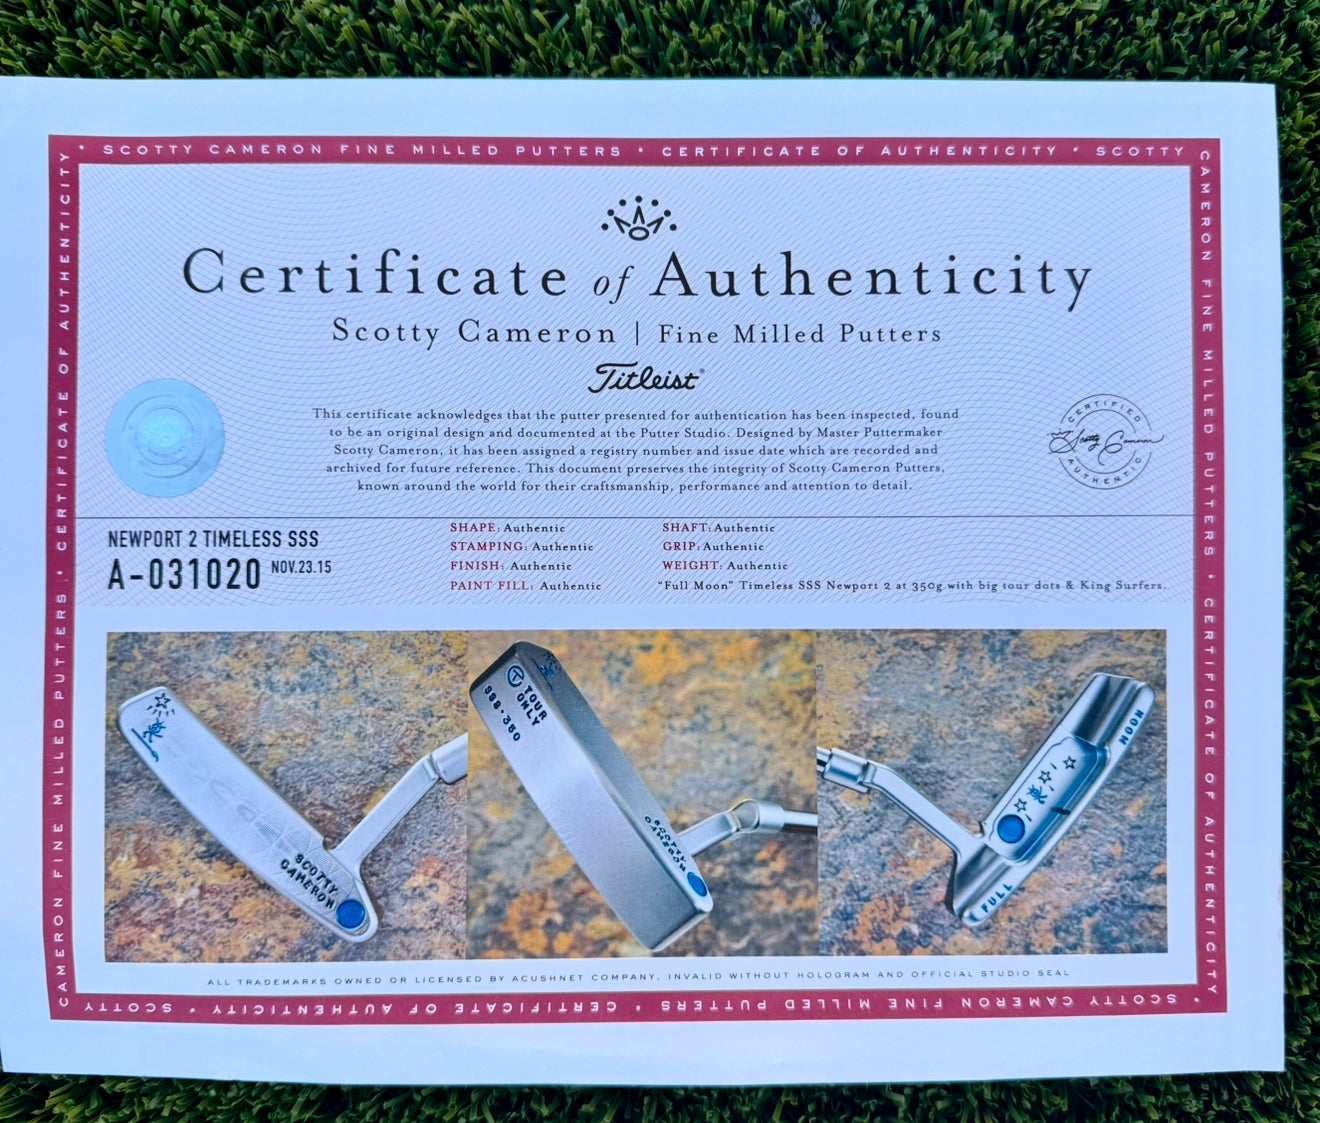 • SCOTTY CAMERON FINE MILLED PUTTERS • CERTIFICATE OF AUTHENTICITY • SCOTTY
CAMERON FINE MILLED PUTTERS • CERTIFICATE OF AUTHENTICITY
Certificate of Authenticity
Scotty Cameron | Fine Milled Putters
Titleist®
This certificate acknowledges that the putter presented for authentication has been inspected, found
to be an original design and documented at the Putter Studio. Designed by Master Puttermaker
Scotty Cameron, it has been assigned a registry number and issue date which are recorded and
archived for future reference. This document preserves the integrity of Scotty Cameron Putters,
known around the world for their craftsmanship, performance and attention to detail.
CERTIFIED
Scotty Cameron
AUTHENTIC
NEWPORT 2 TIMELESS SSS
A-031020 NOV.23.15
SHAPE: Authentic
STAMPING: Authentic
FINISH: Authentic
PAINT FILL: Authentic
SHAFT: Authentic
GRIP: Authentic
WEIGHT: Authentic
"Full Moon" Timeless SSS Newport 2 at 350g with big tour dots & King Surfers.
SCOTTY
CAMERON
T TOUR
ONLY
SSS·350
SCOTTY
CAMERON
MOON
FULL
ALL TRADEMARKS OWNED OR LICENSED BY ACUSHNET COMPANY, INVALID WITHOUT HOLOGRAM AND OFFICIAL STUDIO SEAL
• SCOTTY CAMERON FINE MILLED PUTTERS • CERTIFICATE OF AUTHENTICITY • SCOTTY
CAMERON FINE MILLED PUTTERS • CERTIFICATE OF AUTHENTICITY